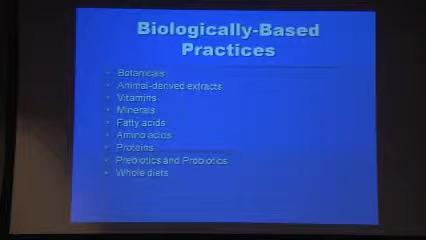 Biologically-Based
Practices
• Botanicals
• Animal-derived extracts
• Vitamins
• Minerals
• Fatty acids
• Amino acids
• Proteins
• Prebiotics and Probiotics
• Whole diets